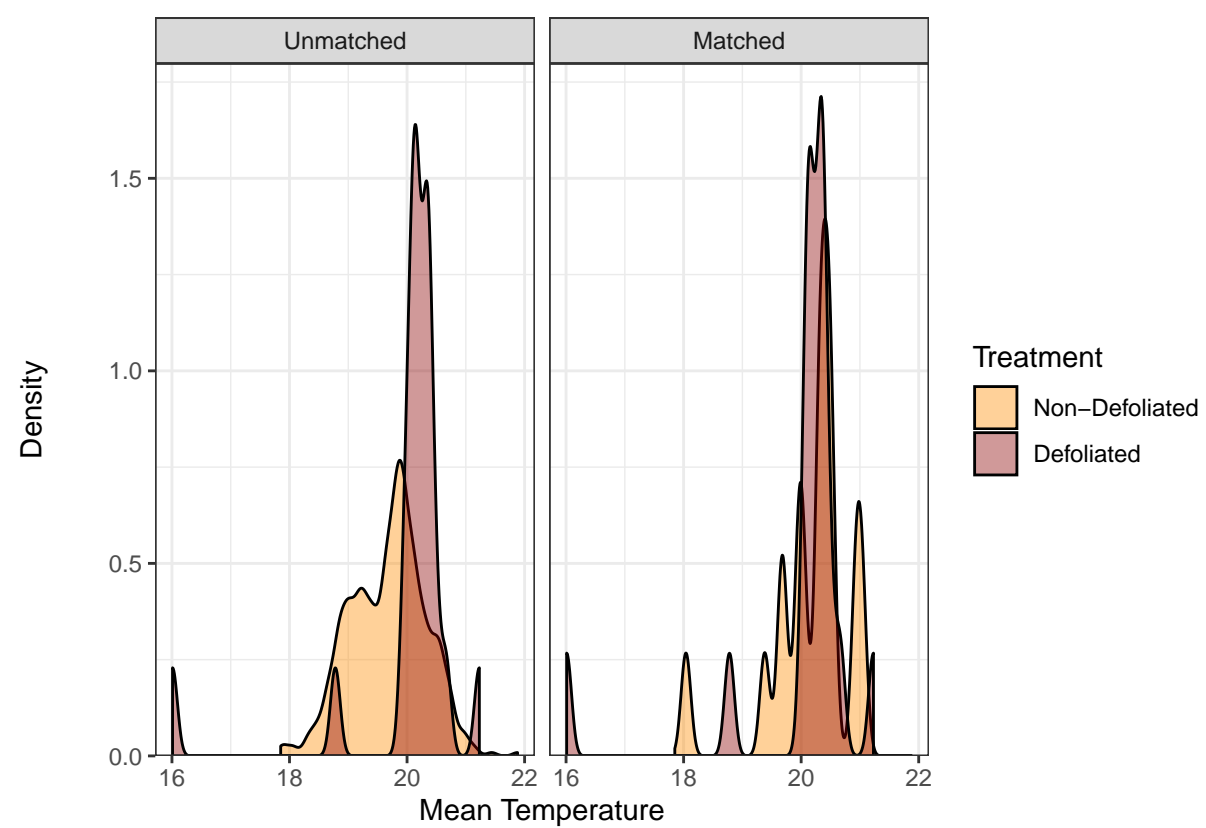 Unmatched Matched
1.5
1.0
0.5
0.0
16 18 20 22 16 18 20 22
Mean Temperature
Density
Treatment
Non−Defoliated
Defoliated